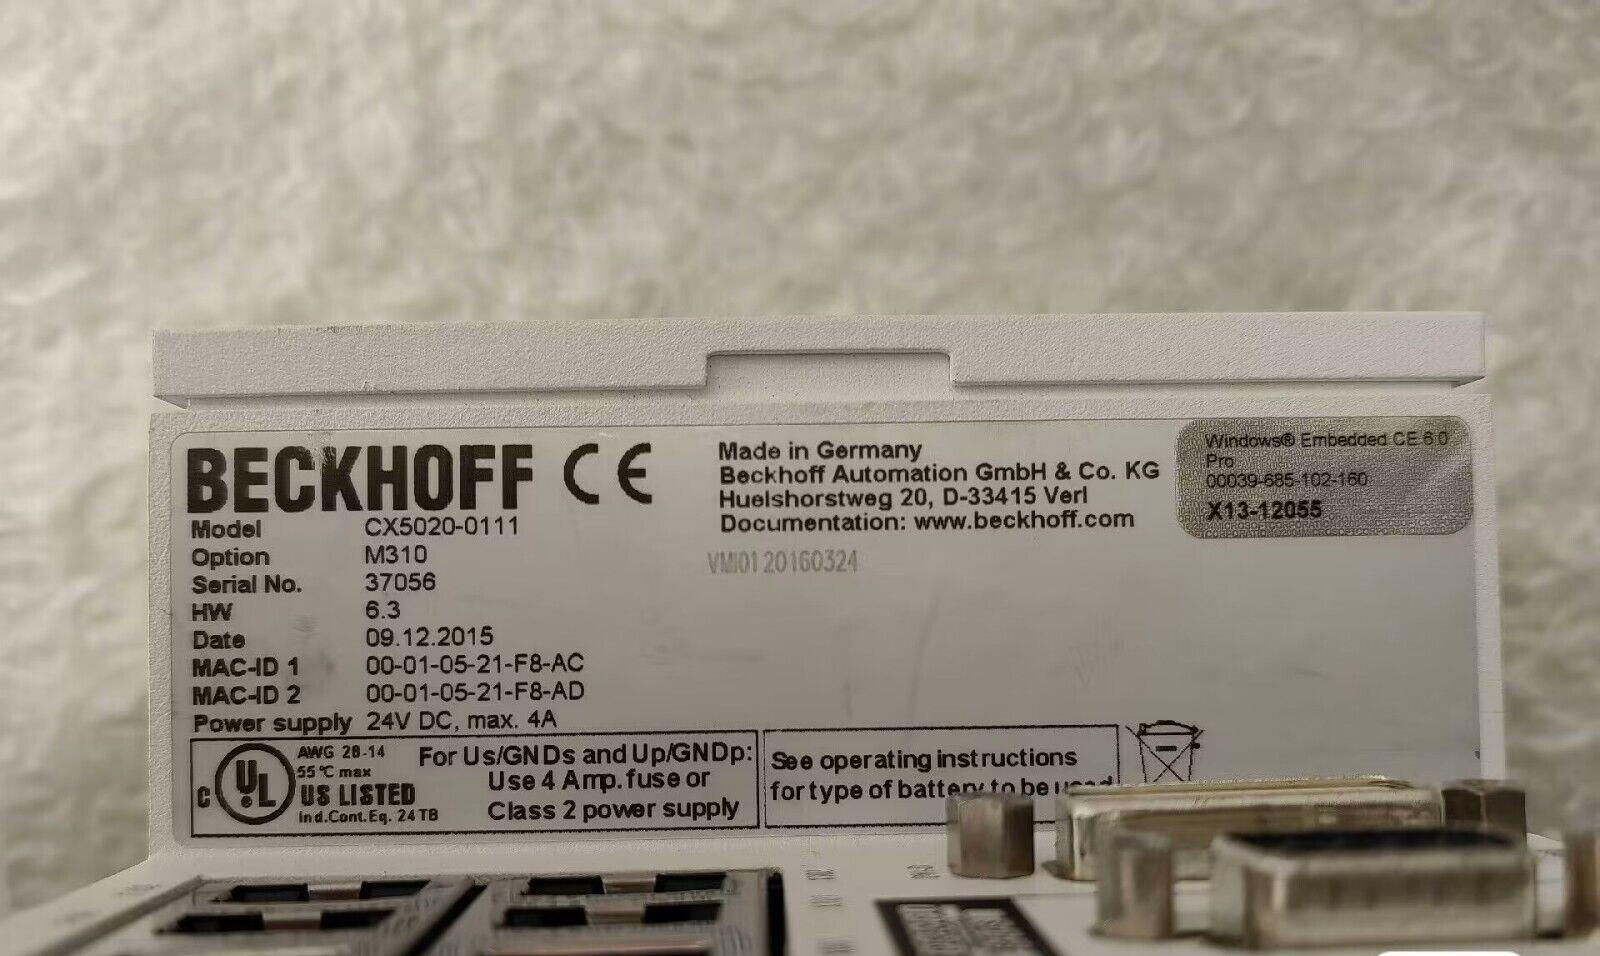 BECKHOFF CE
Model CX5020-0111
Option M310
Serial No. 37056
HW 6.3
Date 09.12.2015
MAC-ID 1 00-01-05-21-F8-AC
MAC-ID 2 00-01-05-21-F8-AD
Power supply 24V DC, max. 4A
Made in Germany
Beckhoff Automation GmbH & Co. KG
Huelshorstweg 20, D-33415 Verl
Documentation: www.beckhoff.com
VMI01 20160324
Windows® Embedded CE 6.0
Pro
00039-685-102-160
X13-12055
C UL
AWG 28-14
55°C max
US LISTED
Ind.Cont.Eq. 24TB
For Us/GNDs and Up/GNDp:
Use 4 Amp. fuse or
Class 2 power supply
See operating instructions
for type of battery to be